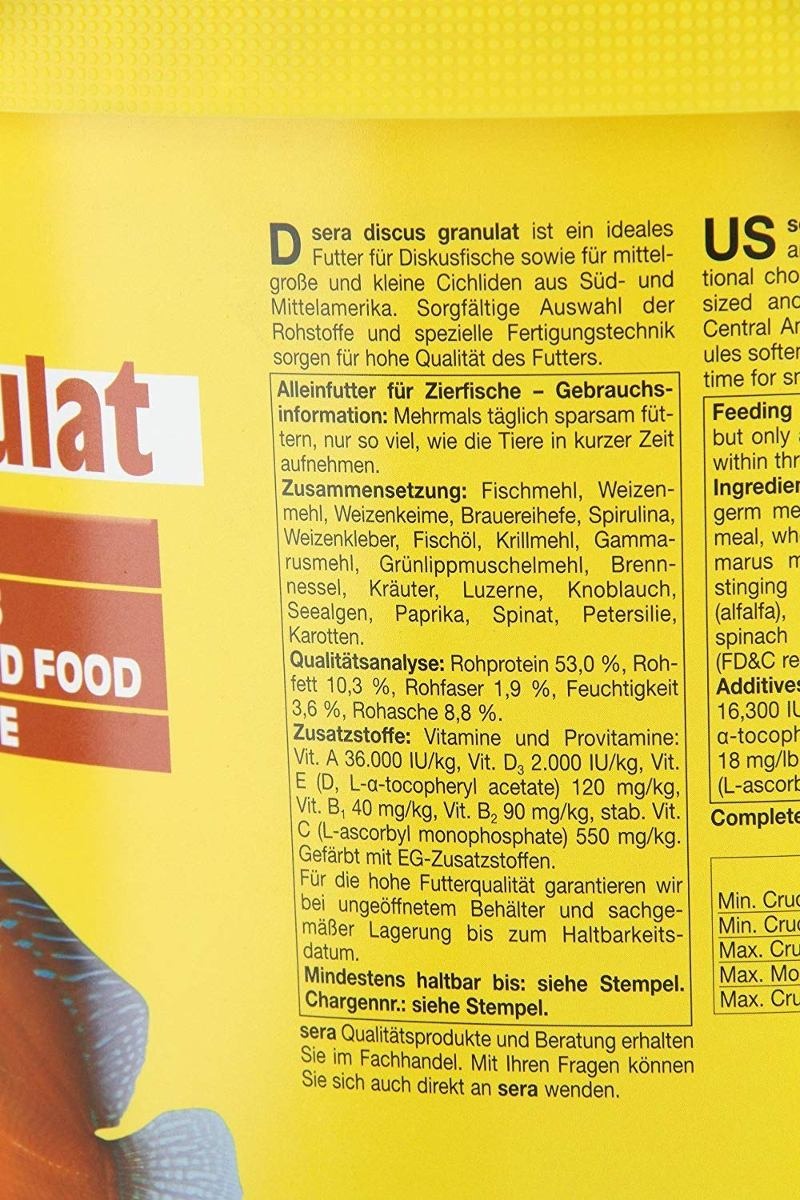 ulat
D FOOD
E
D sera discus granulat ist ein ideales
Futter für Diskusfische sowie für mittel-
große und kleine Cichliden aus Süd- und
Mittelamerika. Sorgfältige Auswahl der
Rohstoffe und spezielle Fertigungstechnik
sorgen für hohe Qualität des Futters.
Alleinfutter für Zierfische – Gebrauchs-
information: Mehrmals täglich sparsam füt-
tern, nur so viel, wie die Tiere in kurzer Zeit
aufnehmen.
Zusammensetzung: Fischmehl, Weizen-
mehl, Weizenkeime, Brauereihefe, Spirulina,
Weizenkleber, Fischöl, Krillmehl, Gamma-
rusmehl, Grünlippmuschelmehl, Brenn-
nessel, Kräuter, Luzerne, Knoblauch,
Seealgen, Paprika, Spinat, Petersilie,
Karotten.
Qualitätsanalyse: Rohprotein 53,0 %, Roh-
fett 10,3 %, Rohfaser 1,9 %, Feuchtigkeit
3,6 %, Rohasche 8,8 %.
Zusatzstoffe: Vitamine und Provitamine:
Vit. A 36.000 IU/kg, Vit. D₃ 2.000 IU/kg, Vit.
E (D, L-α-tocopheryl acetate) 120 mg/kg,
Vit. B₁ 40 mg/kg, Vit. B₂ 90 mg/kg, stab. Vit.
C (L-ascorbyl monophosphate) 550 mg/kg.
Gefärbt mit EG-Zusatzstoffen.
Für die hohe Futterqualität garantieren wir
bei ungeöffnetem Behälter und sachge-
mäßer Lagerung bis zum Haltbarkeits-
datum.
Mindestens haltbar bis: siehe Stempel.
Chargennr.: siehe Stempel.
sera Qualitätsprodukte und Beratung erhalten
Sie im Fachhandel. Mit Ihren Fragen können
Sie sich auch direkt an sera wenden.
US
tional cho
sized and
Central Am
ules soften
time for sm
Feeding
but only
within thr
Ingredien
germ me
meal, wh
marus m
stinging
(alfalfa),
spinach
(FD&C re
Additives
16,300 IU
α-tocoph
18 mg/lb
(L-ascorb
Complete
Min. Crud
Min. Crud
Max. Cru
Max. Moi
Max. Cru